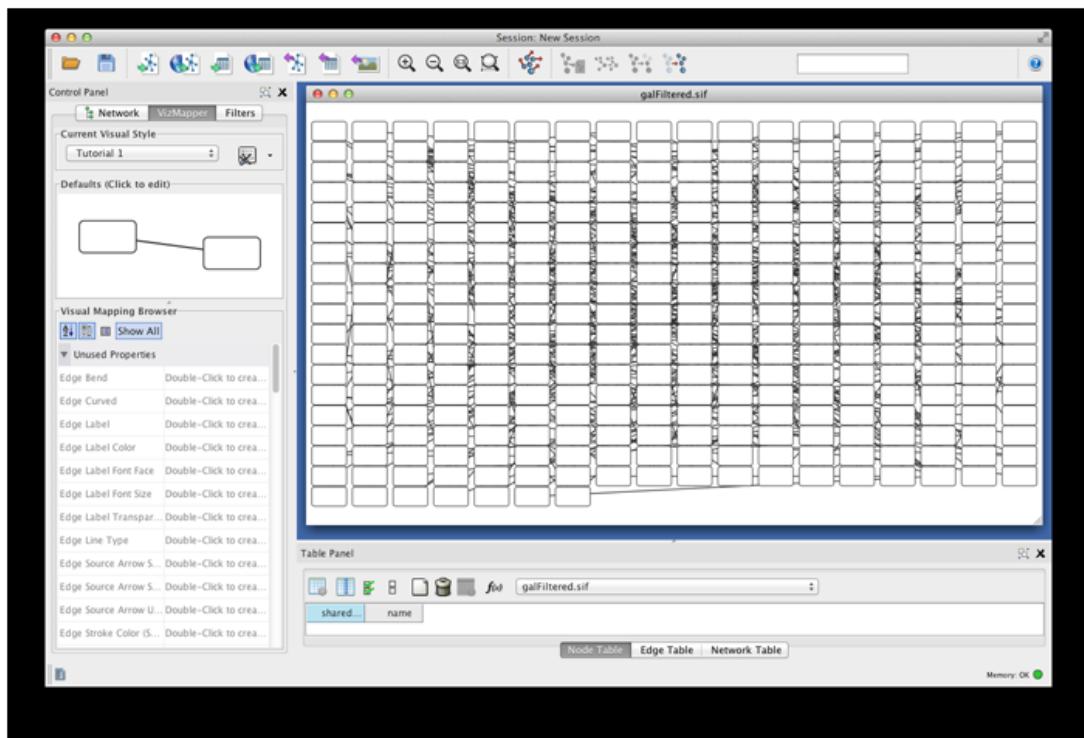 Session: New Session
Control Panel
Network VizMapper Filters
Current Visual Style
Tutorial 1
Defaults (Click to edit)
Visual Mapping Browser
Show All
Unused Properties
Edge Bend Double-Click to crea...
Edge Curved Double-Click to crea...
Edge Label Double-Click to crea...
Edge Label Color Double-Click to crea...
Edge Label Font Face Double-Click to crea...
Edge Label Font Size Double-Click to crea...
Edge Label Transpar... Double-Click to crea...
Edge Line Type Double-Click to crea...
Edge Source Arrow S... Double-Click to crea...
Edge Source Arrow S... Double-Click to crea...
Edge Source Arrow U... Double-Click to crea...
Edge Stroke Color (S... Double-Click to crea...
galFiltered.sif
Table Panel
f(x) galFiltered.sif
shared... name
Node Table Edge Table Network Table
Memory: OK